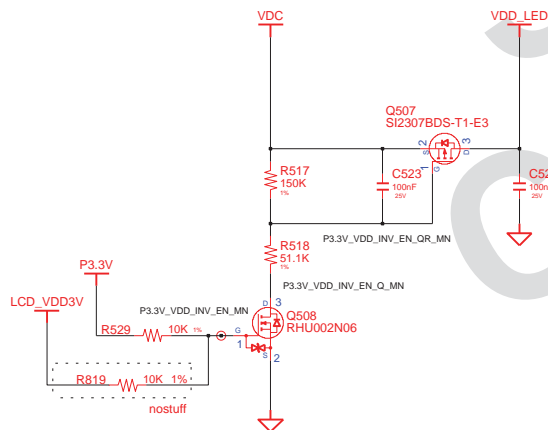 VDC
VDD_LED
Q507
SI2307BDS-T1-E3
2
S
3
D
1
G
R517
150K
1%
C523
100nF
25V
25V
P3.3V_VDD_INV_EN_QR_MN
R518
51.1K
1%
P3.3V_VDD_INV_EN_Q_MN
P3.3V
LCD_VDD3V
P3.3V_VDD_INV_EN_MN
D
3
Q508
RHU002N06
R529
10K
1%
G
1
S
2
R819
10K
1%
nostuff